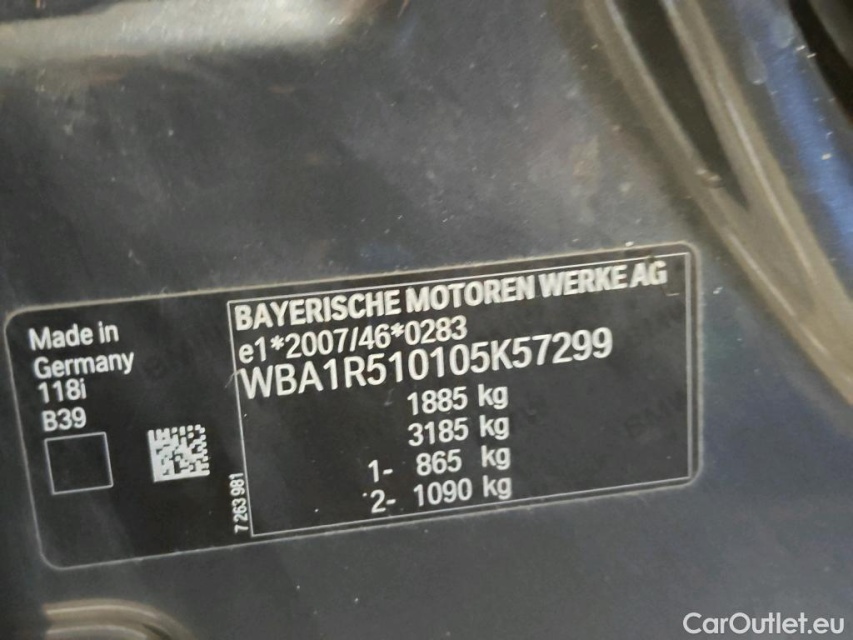 Made in
Germany
118i
B39
7 263 981
BAYERISCHE MOTOREN WERKE AG
e1*2007/46*0283
WBA1R510105K57299
1885 kg
3185 kg
1- 865 kg
2- 1090 kg
CarOutlet.eu